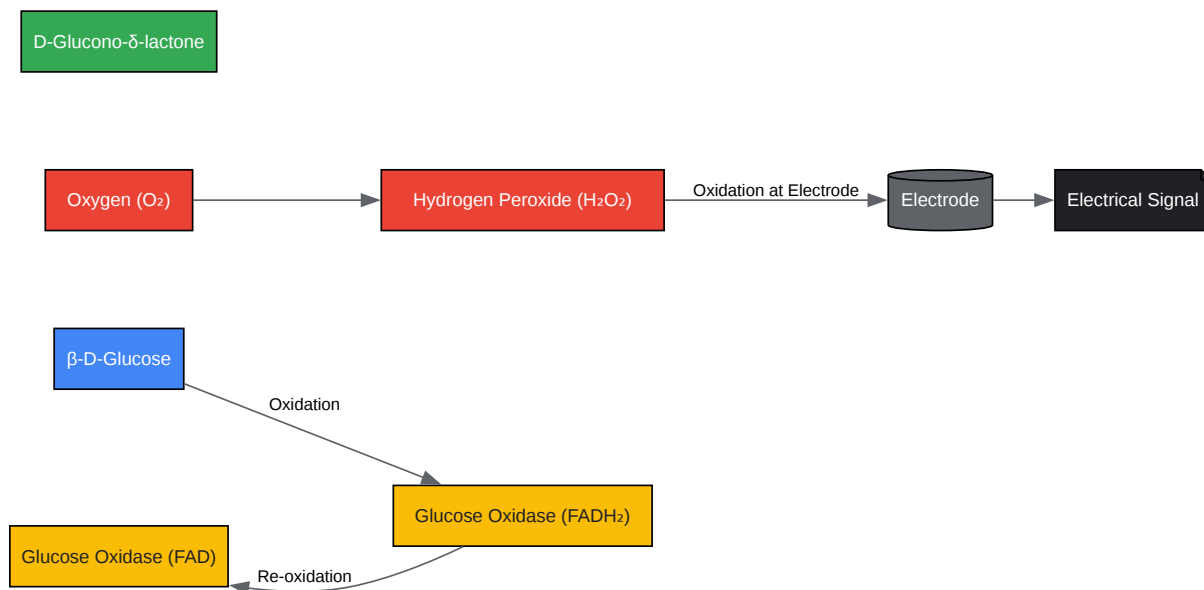 D-Glucono-δ-lactone
Oxygen (O₂)
Hydrogen Peroxide (H₂O₂)
Oxidation at Electrode
Electrode
Electrical Signal
β-D-Glucose
Oxidation
Glucose Oxidase (FADH₂)
Glucose Oxidase (FAD)
Re-oxidation